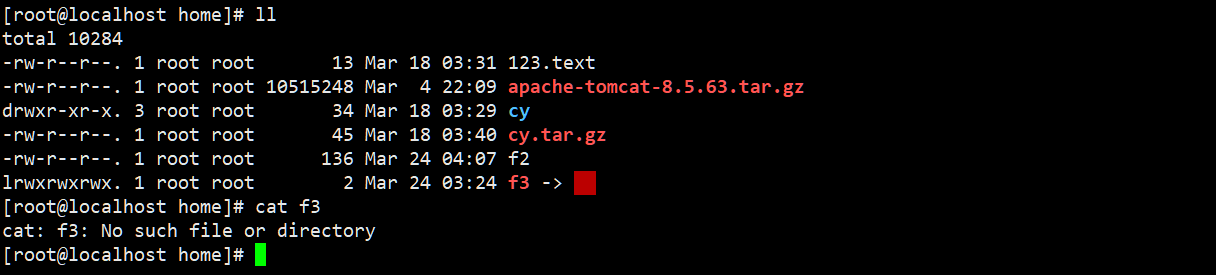 [root@localhost home]# ll
total 10284
-rw-r--r--. 1 root root       13 Mar 18 03:31 123.text
-rw-r--r--. 1 root root 10515248 Mar  4 22:09 apache-tomcat-8.5.63.tar.gz
drwxr-xr-x. 3 root root       34 Mar 18 03:29 cy
-rw-r--r--. 1 root root       45 Mar 18 03:40 cy.tar.gz
-rw-r--r--. 1 root root      136 Mar 24 04:07 f2
lrwxrwxrwx. 1 root root        2 Mar 24 03:24 f3 ->
[root@localhost home]# cat f3
cat: f3: No such file or directory
[root@localhost home]#